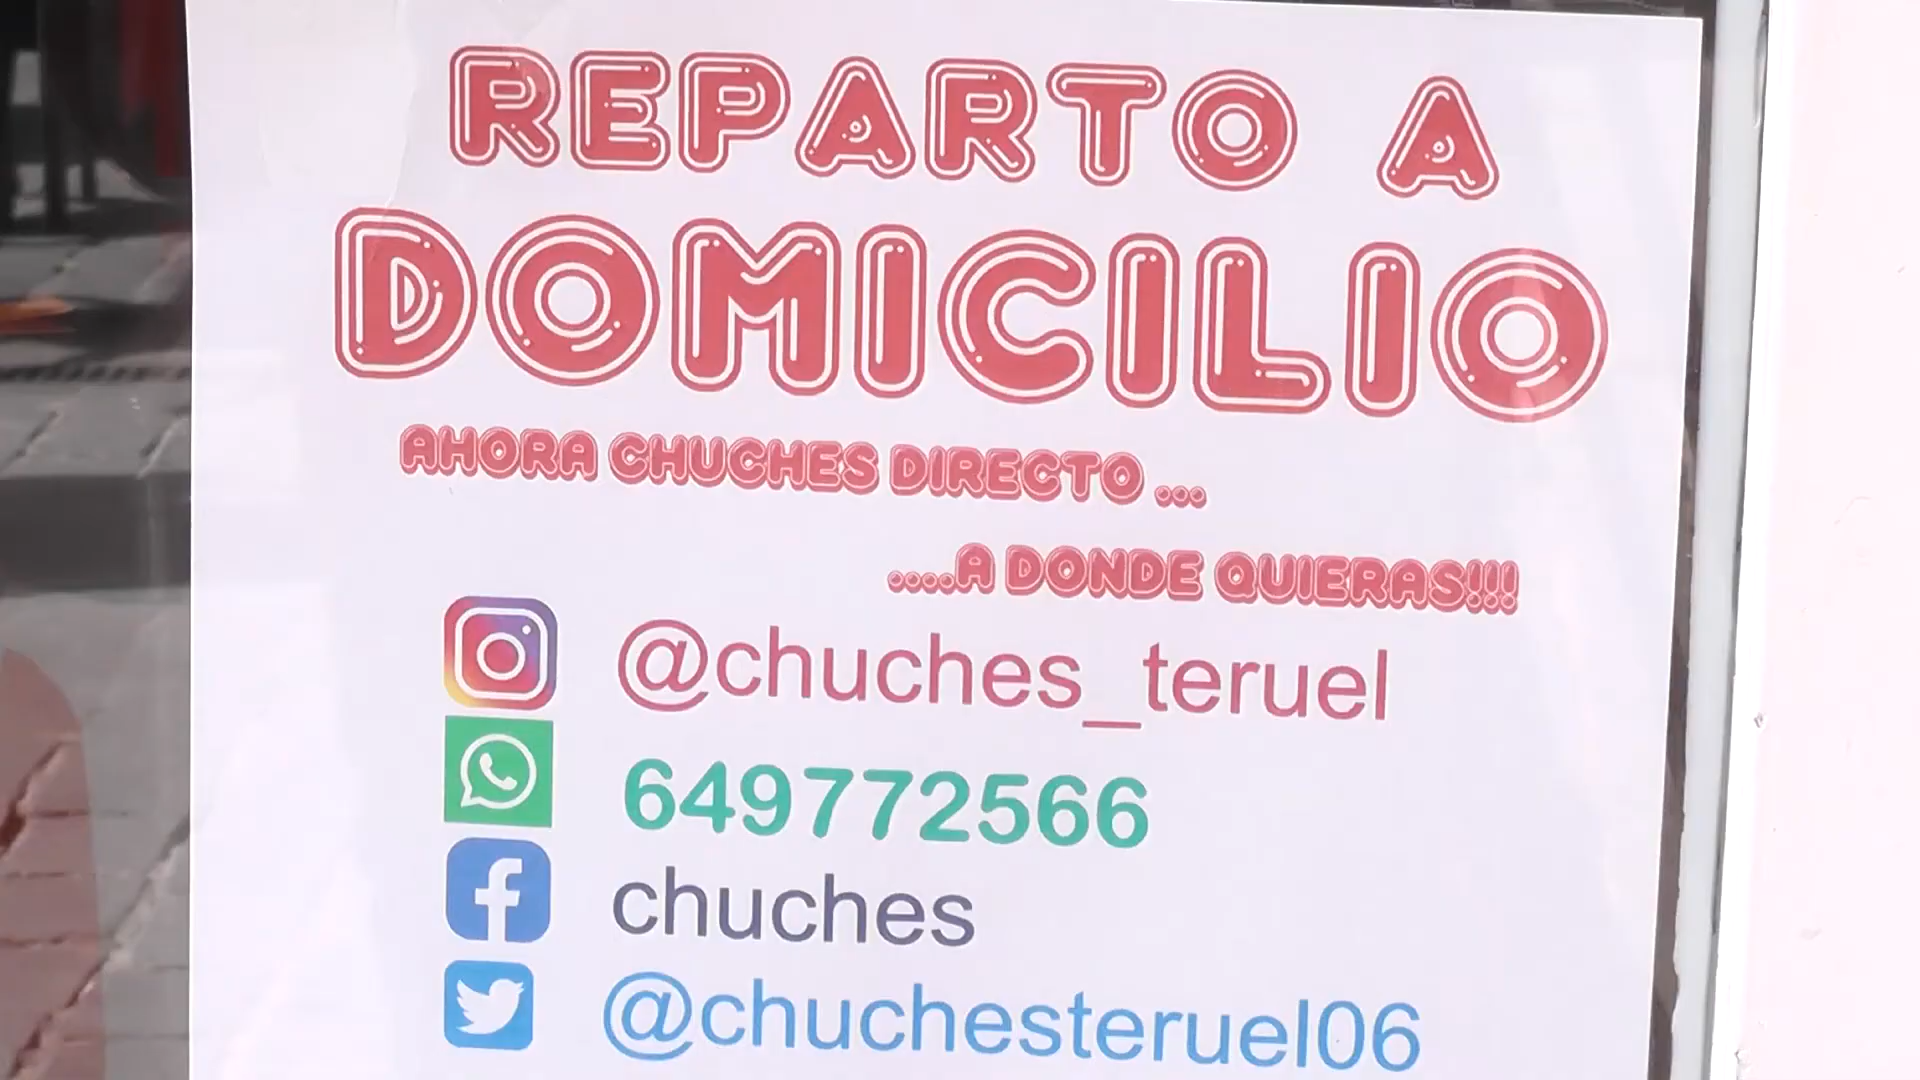 REPARTO A
DOMICILIO
AHORA CHUCHES DIRECTO ...
....A DONDE QUIERAS!!!
@chuches_teruel
649772566
chuches
@chuchesteruel06